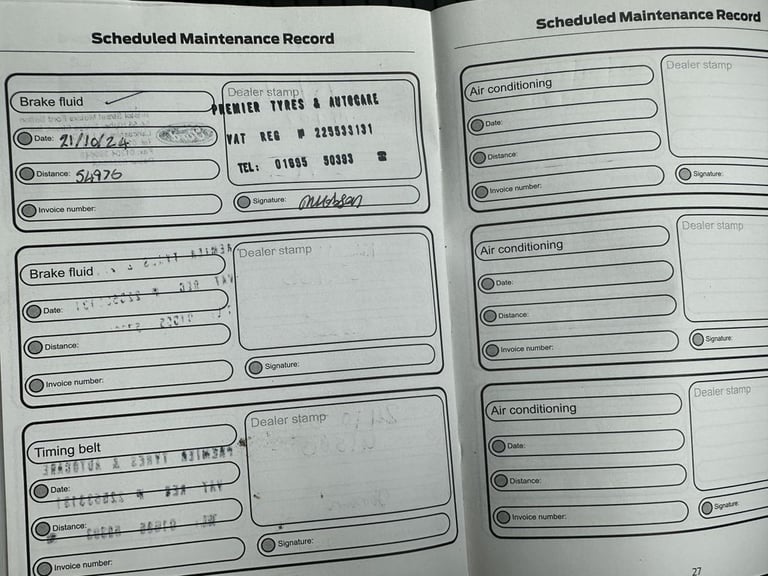 Scheduled Maintenance Record
Brake fluid
Date: 21/10/24
Distance: 54976
Invoice number:
Dealer stamp
PREMIER TYRES & AUTOCARE
VAT REG # 225533131
TEL: 01695 50393
Signature:
Brake fluid
Date:
Distance:
Invoice number:
Dealer stamp
Signature:
Timing belt
Date:
Distance:
Invoice number:
Dealer stamp
Signature:
Scheduled Maintenance Record
Air conditioning
Date:
Distance:
Invoice number:
Dealer stamp
Signature:
Air conditioning
Date:
Distance:
Invoice number:
Dealer stamp
Signature:
Air conditioning
Date:
Distance:
Invoice number:
Dealer stamp
Signature:
27